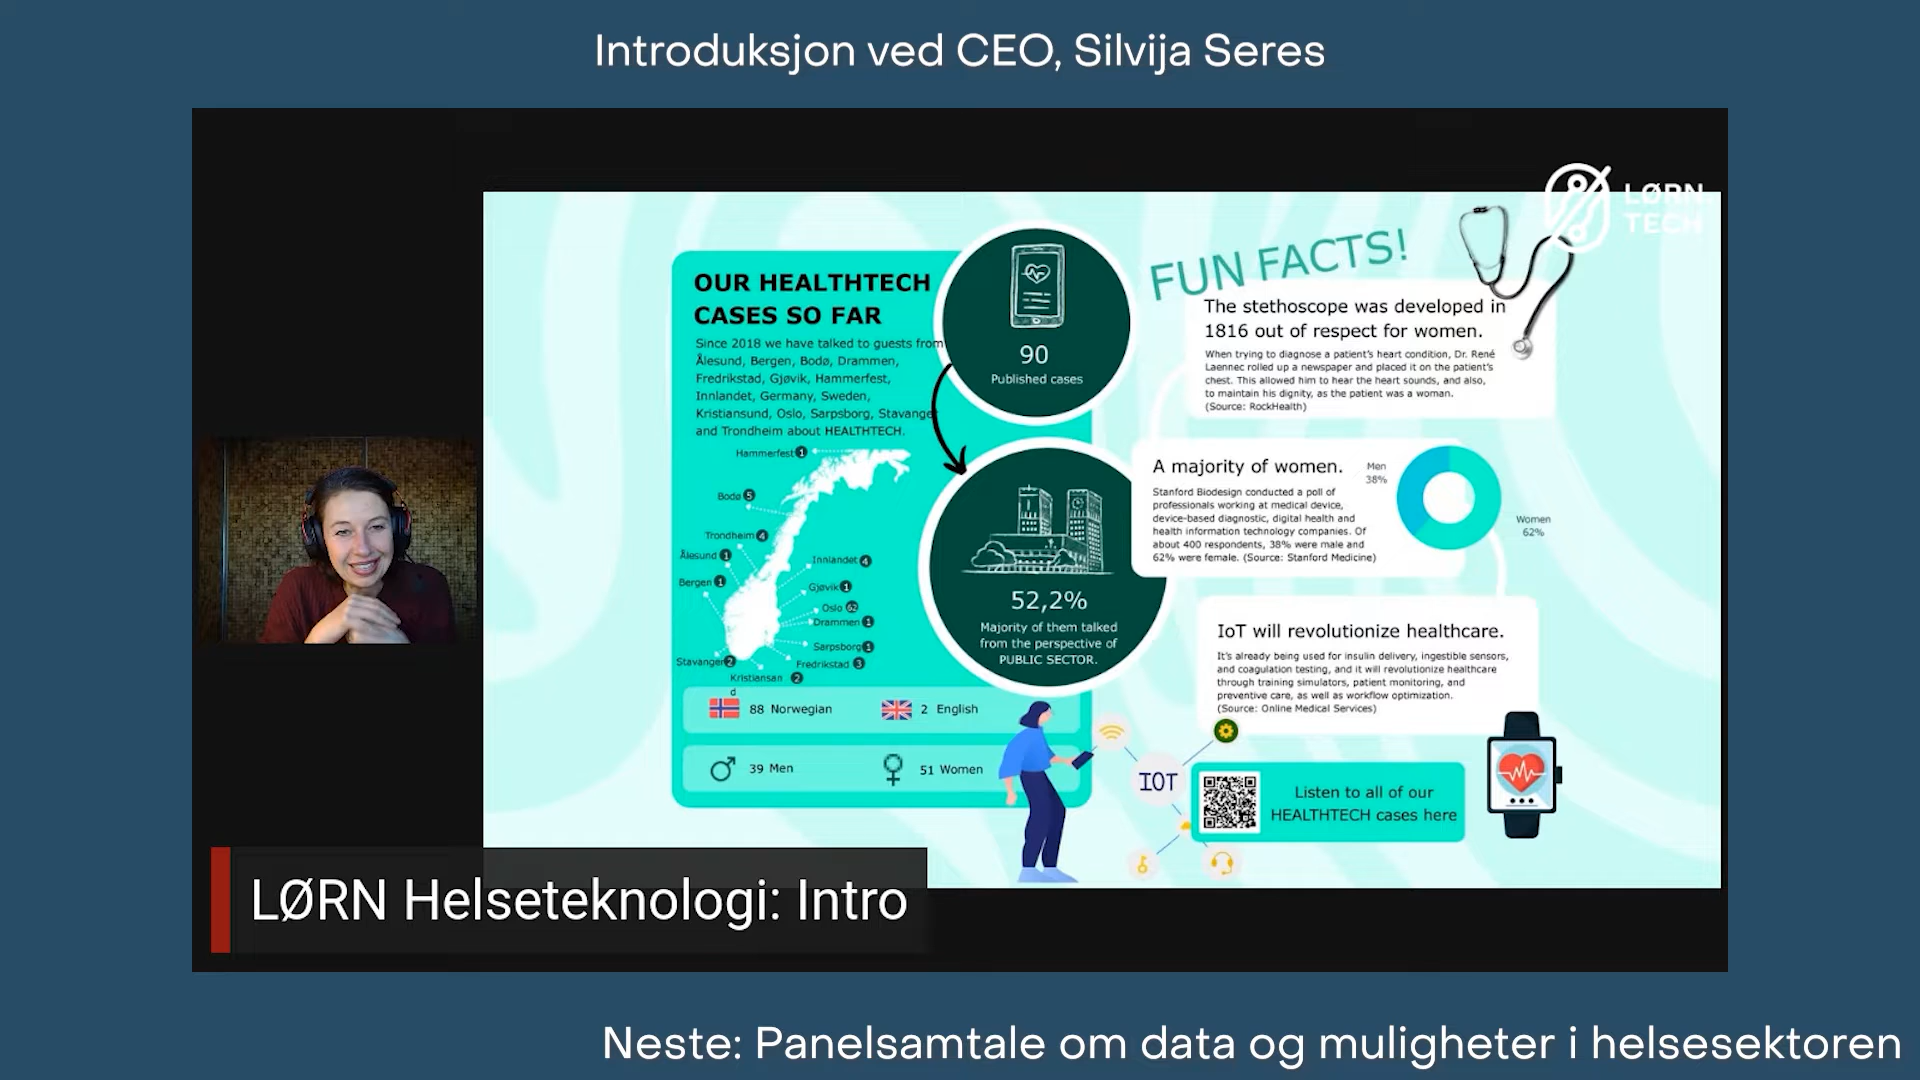 Introduksjon ved CEO, Silvija Seres
LØRN.
TECH
OUR HEALTHTECH
CASES SO FAR
Since 2018 we have talked to guests from
Ålesund, Bergen, Bodø, Drammen,
Fredrikstad, Gjøvik, Hammerfest,
Innlandet, Germany, Sweden,
Kristiansund, Oslo, Sarpsborg, Stavanger
and Trondheim about HEALTHTECH.
Hammerfest 1
Bodø 5
Trondheim 4
Ålesund 1
Innlandet 4
Bergen 1
Gjøvik 1
Oslo 62
Drammen 1
Sarpsborg 1
Stavanger 2
Fredrikstad 3
Kristiansan 2
d
88 Norwegian
2 English
39 Men
51 Women
90
Published cases
52,2%
Majority of them talked
from the perspective of
PUBLIC SECTOR.
FUN FACTS!
The stethoscope was developed in
1816 out of respect for women.
When trying to diagnose a patient's heart condition, Dr. René
Laennec rolled up a newspaper and placed it on the patient's
chest. This allowed him to hear the heart sounds, and also,
to maintain his dignity, as the patient was a woman.
(Source: RockHealth)
A majority of women.
Stanford Biodesign conducted a poll of
professionals working at medical device,
device-based diagnostic, digital health and
health information technology companies. Of
about 400 respondents, 38% were male and
62% were female. (Source: Stanford Medicine)
Men
38%
Women
62%
IoT will revolutionize healthcare.
It's already being used for insulin delivery, ingestible sensors,
and coagulation testing, and it will revolutionize healthcare
through training simulators, patient monitoring, and
preventive care, as well as workflow optimization.
(Source: Online Medical Services)
IOT
Listen to all of our
HEALTHTECH cases here
LØRN Helseteknologi: Intro
Neste: Panelsamtale om data og muligheter i helsesektoren